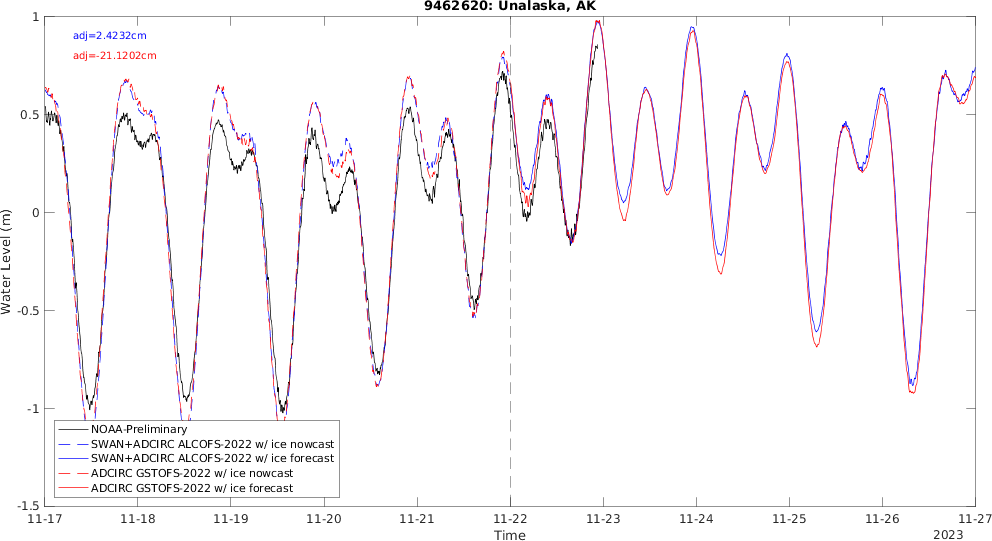 9462620: Unalaska, AK
adj=2.4232cm
adj=-21.1202cm
1
0.5
0
-0.5
-1
-1.5
Water Level (m)
NOAA-Preliminary
SWAN+ADCIRC ALCOFS-2022 w/ ice nowcast
SWAN+ADCIRC ALCOFS-2022 w/ ice forecast
ADCIRC GSTOFS-2022 w/ ice nowcast
ADCIRC GSTOFS-2022 w/ ice forecast
11-17 11-18 11-19 11-20 11-21 11-22 11-23 11-24 11-25 11-26 11-27
Time
2023